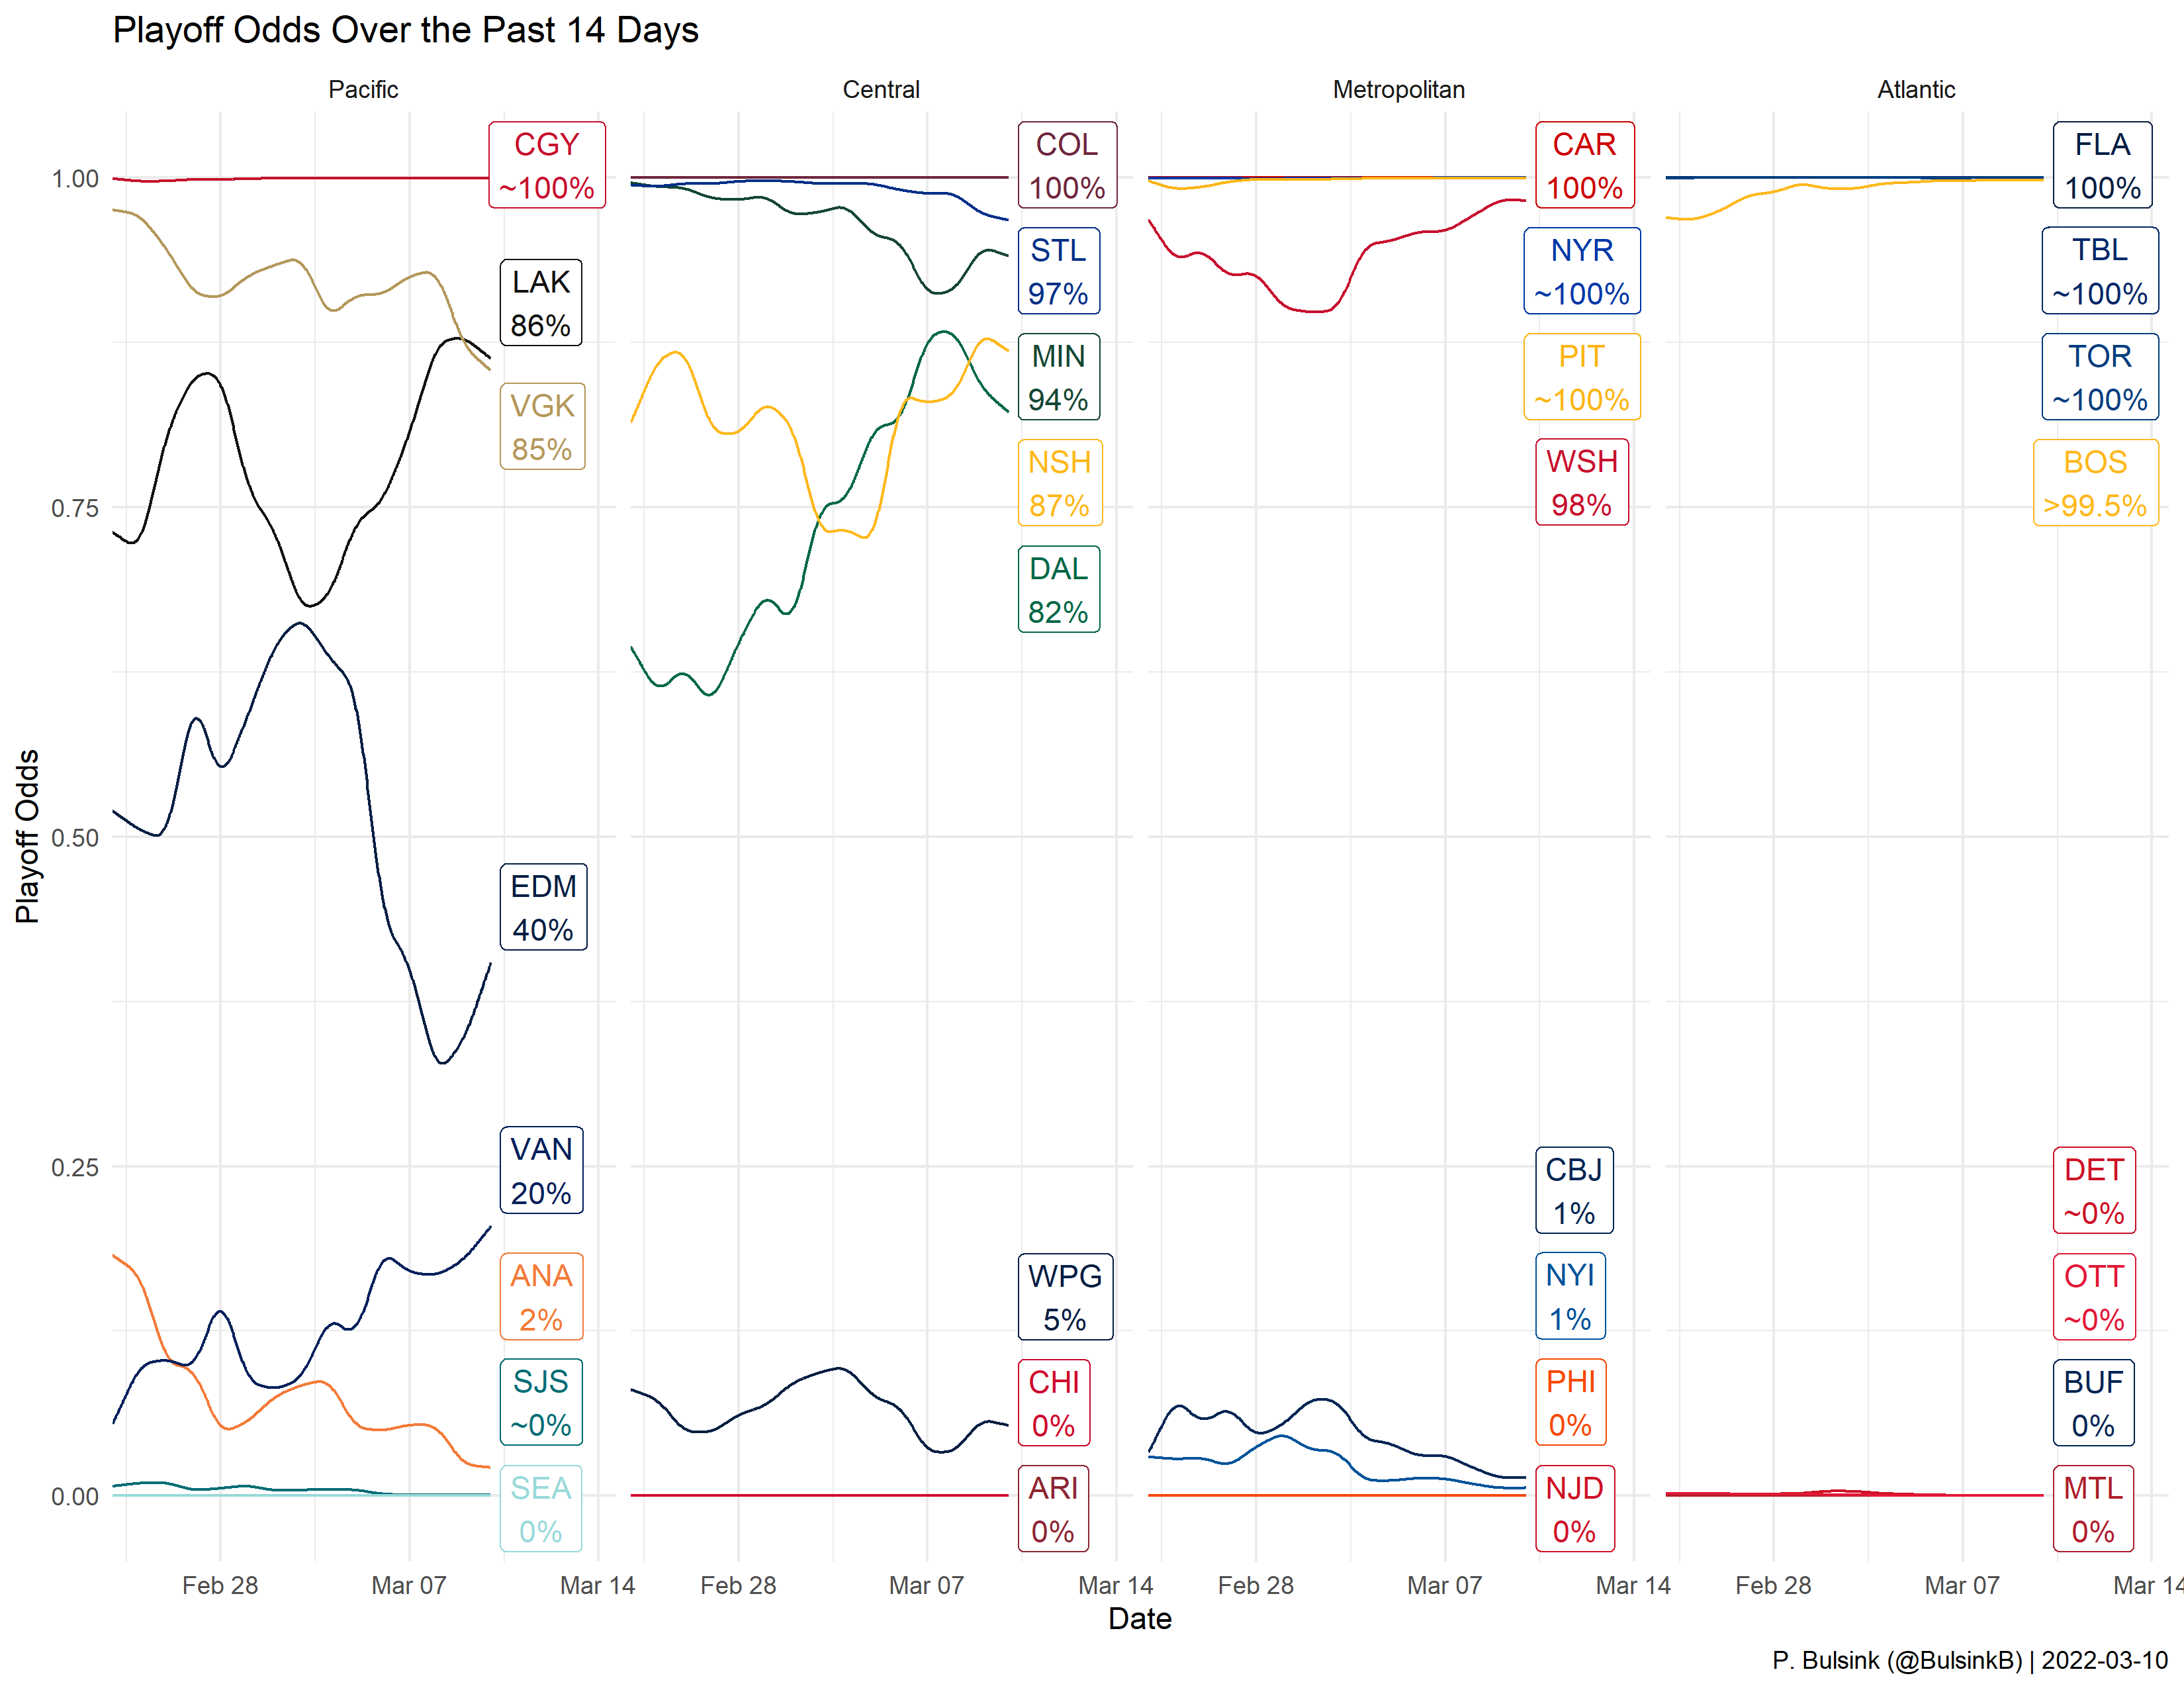 Playoff Odds Over the Past 14 Days
Pacific
Central
Metropolitan
Atlantic
Playoff Odds
1.00
0.75
0.50
0.25
0.00
CGY
~100%
LAK
86%
VGK
85%
EDM
40%
VAN
20%
ANA
2%
SJS
~0%
SEA
0%
COL
100%
STL
97%
MIN
94%
NSH
87%
DAL
82%
WPG
5%
CHI
0%
ARI
0%
CAR
100%
NYR
~100%
PIT
~100%
WSH
98%
CBJ
1%
NYI
1%
PHI
0%
NJD
0%
FLA
100%
TBL
~100%
TOR
~100%
BOS
>99.5%
DET
~0%
OTT
~0%
BUF
0%
MTL
0%
Feb 28
Mar 07
Mar 14
Feb 28
Mar 07
Mar 14
Feb 28
Mar 07
Mar 14
Feb 28
Mar 07
Mar 14
Date
P. Bulsink (@BulsinkB) | 2022-03-10